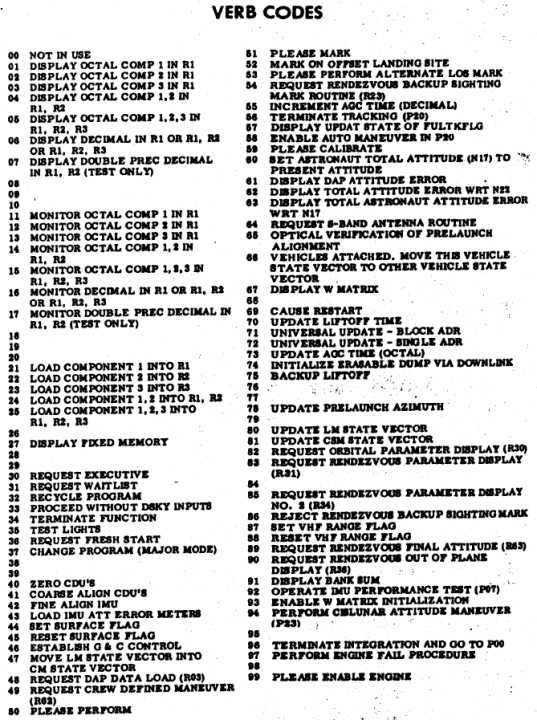 VERB CODES
00 NOT IN USE
01 DISPLAY OCTAL COMP 1 IN R1
02 DISPLAY OCTAL COMP 2 IN R1
03 DISPLAY OCTAL COMP 3 IN R1
04 DISPLAY OCTAL COMP 1,2 IN
R1, R2
05 DISPLAY OCTAL COMP 1,2,3 IN
R1, R2, R3
06 DISPLAY DECIMAL IN R1 OR R1, R2
OR R1, R2, R3
07 DISPLAY DOUBLE PREC DECIMAL
IN R1, R2 (TEST ONLY)
08
09
10
11 MONITOR OCTAL COMP 1 IN R1
12 MONITOR OCTAL COMP 2 IN R1
13 MONITOR OCTAL COMP 3 IN R1
14 MONITOR OCTAL COMP 1,2 IN
R1, R2
15 MONITOR OCTAL COMP 1,2,3 IN
R1, R2, R3
16 MONITOR DECIMAL IN R1 OR R1, R2
OR R1, R2, R3
17 MONITOR DOUBLE PREC DECIMAL IN
R1, R2 (TEST ONLY)
18
19
20
21 LOAD COMPONENT 1 INTO R1
22 LOAD COMPONENT 2 INTO R2
23 LOAD COMPONENT 3 INTO R3
24 LOAD COMPONENT 1,2 INTO R1, R2
25 LOAD COMPONENT 1,2,3 INTO
R1, R2, R3
26
27 DISPLAY FIXED MEMORY
28
29
30 REQUEST EXECUTIVE
31 REQUEST WAITLIST
32 RECYCLE PROGRAM
33 PROCEED WITHOUT DSKY INPUTS
34 TERMINATE FUNCTION
35 TEST LIGHTS
36 REQUEST FRESH START
37 CHANGE PROGRAM (MAJOR MODE)
38
39
40 ZERO CDU'S
41 COARSE ALIGN CDU'S
42 FINE ALIGN IMU
43 LOAD IMU ATT ERROR METERS
44 SET SURFACE FLAG
45 RESET SURFACE FLAG
46 ESTABLISH G & C CONTROL
47 MOVE LM STATE VECTOR INTO
CM STATE VECTOR
48 REQUEST DAP DATA LOAD (R03)
49 REQUEST CREW DEFINED MANEUVER
(R62)
50 PLEASE PERFORM
51 PLEASE MARK
52 MARK ON OFFSET LANDING SITE
53 PLEASE PERFORM ALTERNATE LOS MARK
54 REQUEST RENDEZVOUS BACKUP SIGHTING
MARK ROUTINE (R23)
55 INCREMENT AGC TIME (DECIMAL)
56 TERMINATE TRACKING (P20)
57 DISPLAY UPDAT STATE OF FULTKFLG
58 ENABLE AUTO MANEUVER IN P20
59 PLEASE CALIBRATE
60 SET ASTRONAUT TOTAL ATTITUDE (N17) TO
PRESENT ATTITUDE
61 DISPLAY DAP ATTITUDE ERROR
62 DISPLAY TOTAL ATTITUDE ERROR WRT N22
63 DISPLAY TOTAL ASTRONAUT ATTITUDE ERROR
WRT N17
64 REQUEST S-BAND ANTENNA ROUTINE
65 OPTICAL VERIFICATION OF PRELAUNCH
ALIGNMENT
66 VEHICLES ATTACHED. MOVE THIS VEHICLE
STATE VECTOR TO OTHER VEHICLE STATE
VECTOR
67 DISPLAY W MATRIX
68
69 CAUSE RESTART
70 UPDATE LIFTOFF TIME
71 UNIVERSAL UPDATE - BLOCK ADR
72 UNIVERSAL UPDATE - SINGLE ADR
73 UPDATE AGC TIME (OCTAL)
74 INITIALIZE ERASABLE DUMP VIA DOWNLINK
75 BACKUP LIFTOFF
76
77
78 UPDATE PRELAUNCH AZIMUTH
79
80 UPDATE LM STATE VECTOR
81 UPDATE CSM STATE VECTOR
82 REQUEST ORBITAL PARAMETER DISPLAY (R30)
83 REQUEST RENDEZVOUS PARAMETER DISPLAY
(R31)
84
85 REQUEST RENDEZVOUS PARAMETER DISPLAY
NO. 2 (R34)
86 REJECT RENDEZVOUS BACKUP SIGHTING MARK
87 SET VHF RANGE FLAG
88 RESET VHF RANGE FLAG
89 REQUEST RENDEZVOUS FINAL ATTITUDE (R63)
90 REQUEST RENDEZVOUS OUT OF PLANE
DISPLAY (R36)
91 DISPLAY BANK SUM
92 OPERATE IMU PERFORMANCE TEST (P07)
93 ENABLE W MATRIX INITIALIZATION
94 PERFORM CISLUNAR ATTITUDE MANEUVER
(P23)
95
96 TERMINATE INTEGRATION AND GO TO P00
97 PERFORM ENGINE FAIL PROCEDURE
98
99 PLEASE ENABLE ENGINE